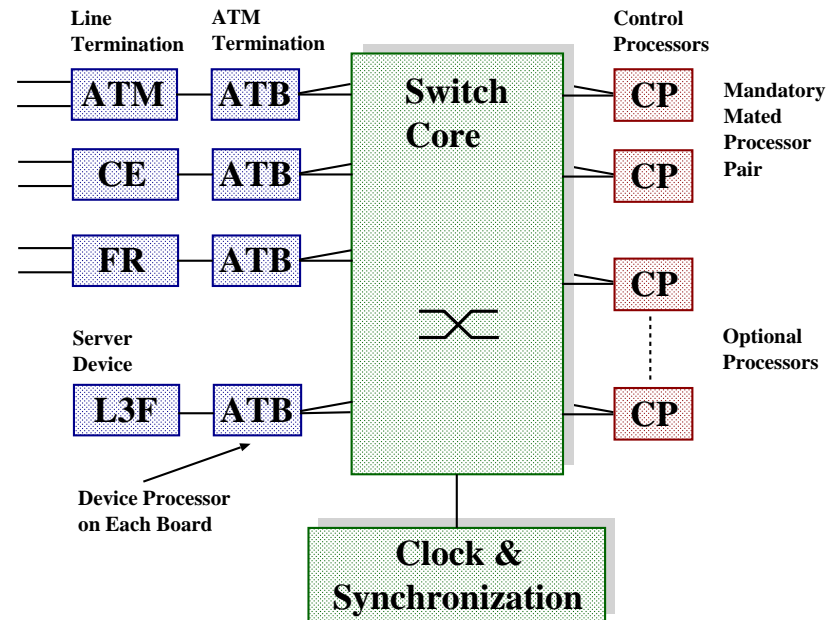 Line
Termination
ATM
Termination
Control
Processors
ATM
ATB
Switch
Core
CP
Mandatory
Mated
Processor
Pair
CE
ATB
CP
FR
ATB
CP
Server
Device
Optional
Processors
L3F
ATB
CP
Device Processor
on Each Board
Clock &
Synchronization